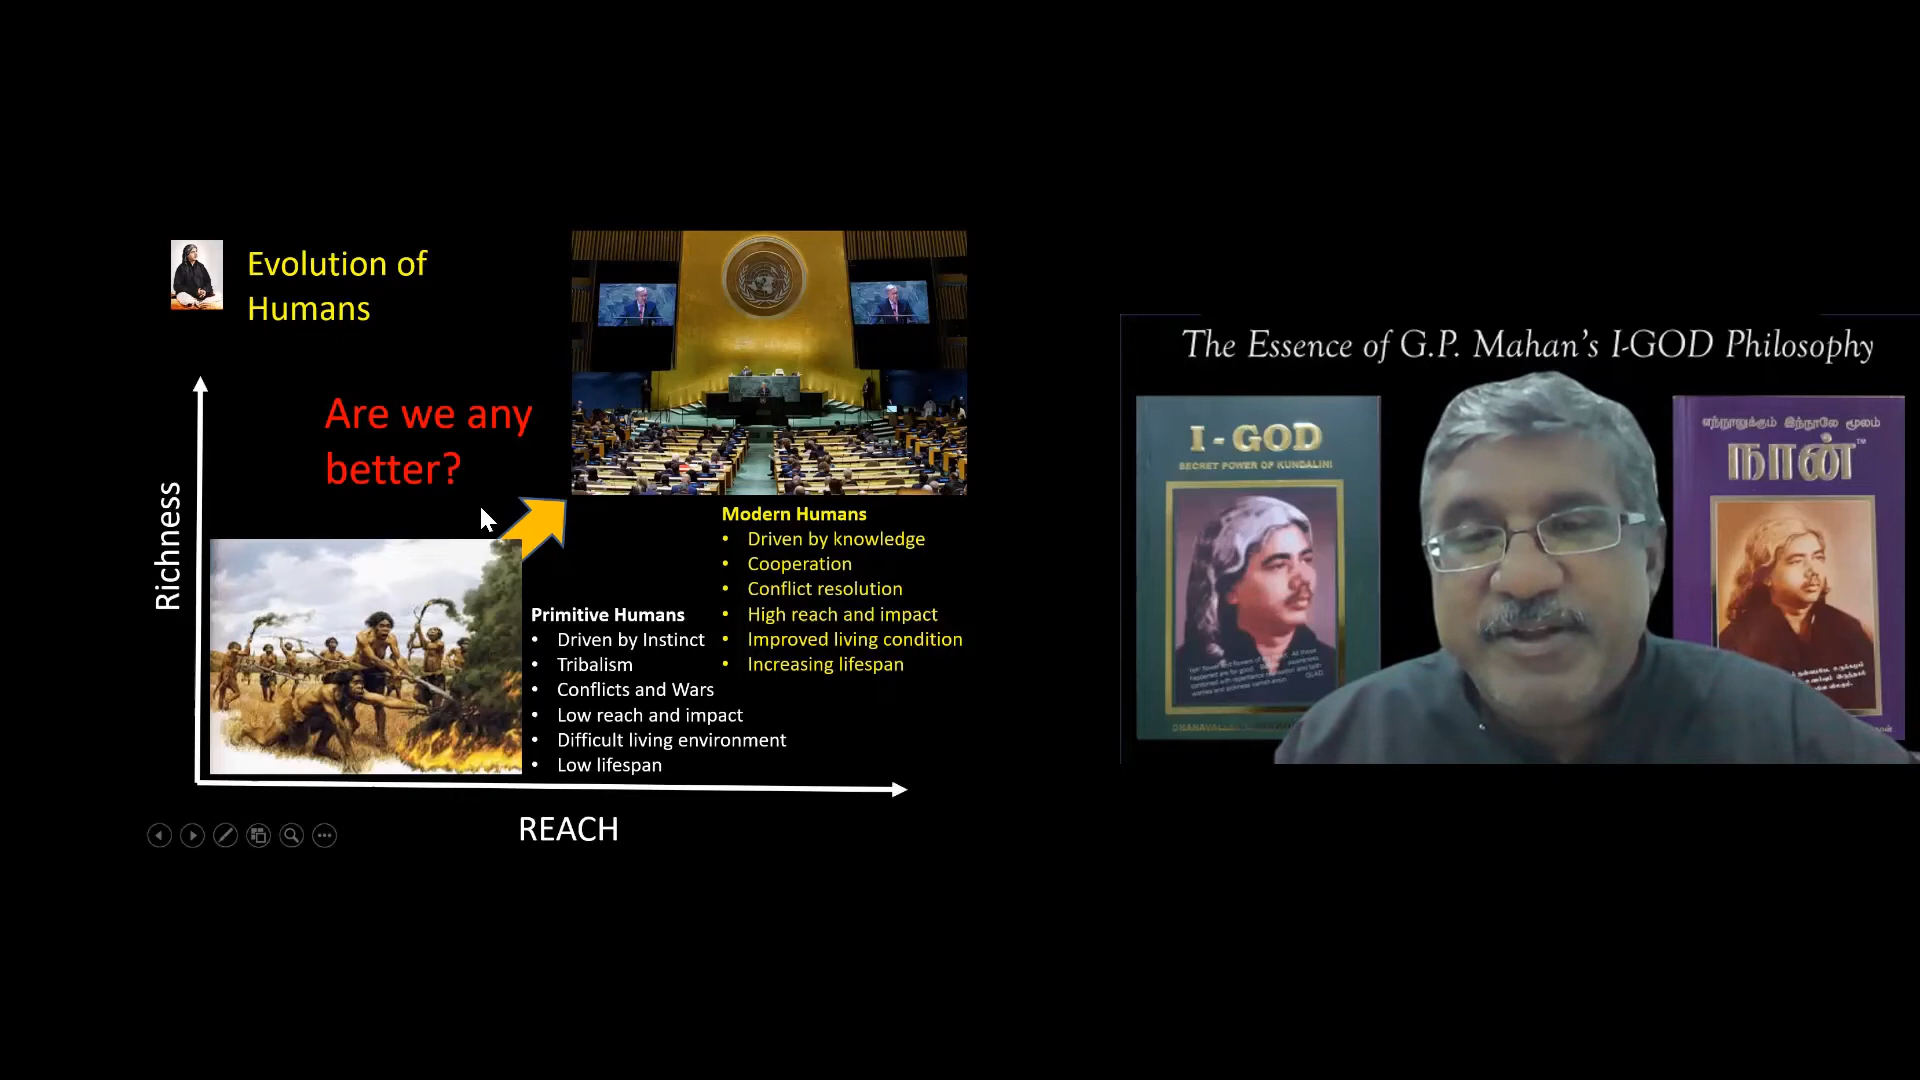 Evolution of
Humans
Are we any
better?
Richness
REACH
Modern Humans
• Driven by knowledge
• Cooperation
• Conflict resolution
• High reach and impact
• Improved living condition
• Increasing lifespan
Primitive Humans
• Driven by Instinct
• Tribalism
• Conflicts and Wars
• Low reach and impact
• Difficult living environment
• Low lifespan
The Essence of G.P. Mahan's I-GOD Philosophy
I - GOD
SECRET POWER OF KUNDALINI
எந்நூலுக்கும் இந்நூலே மூலம்
நான்™